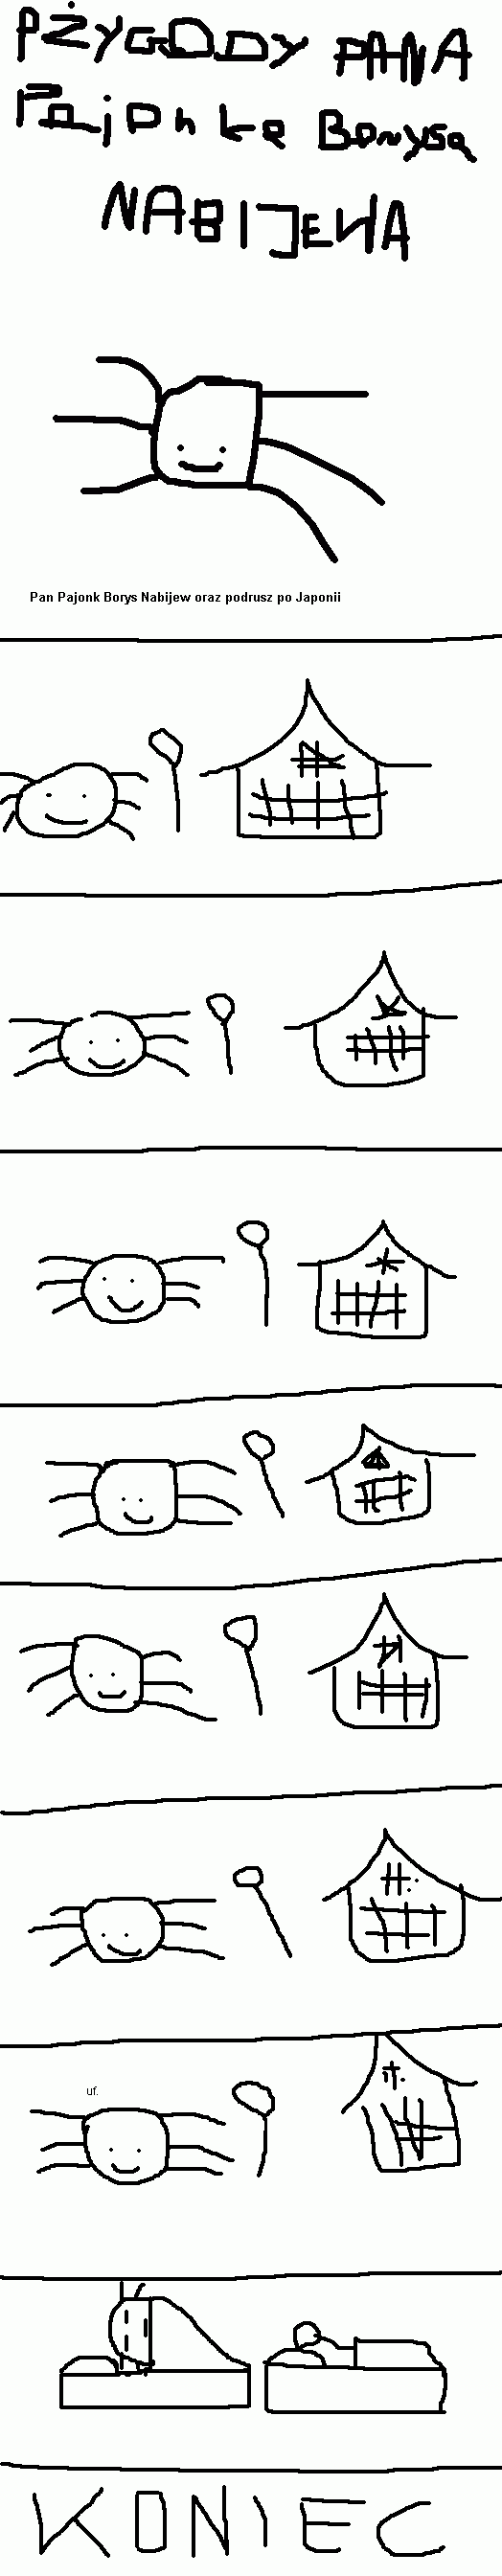 PŻYGODY PANA
Pajonka Borysa
NABIJEWA
Pan Pajonk Borys Nabijew oraz podrusz po Japonii
uf.
KONIEC